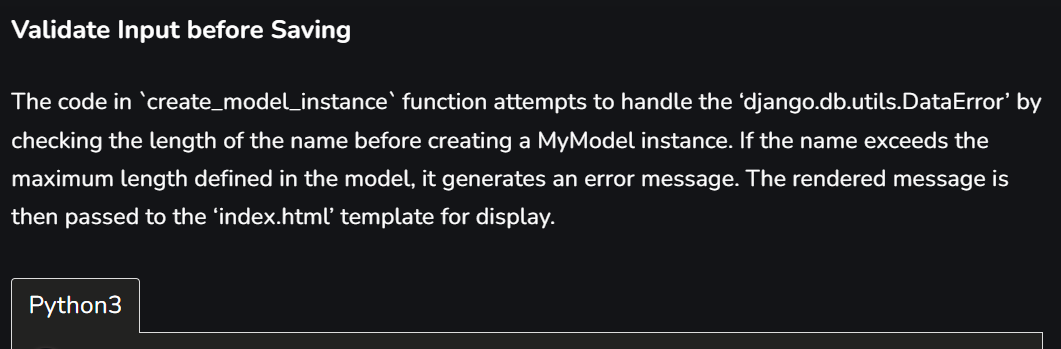 Validate Input before Saving
The code in `create_model_instance` function attempts to handle the ‘django.db.utils.DataError’ by
checking the length of the name before creating a MyModel instance. If the name exceeds the
maximum length defined in the model, it generates an error message. The rendered message is
then passed to the ‘index.html’ template for display.
Python3